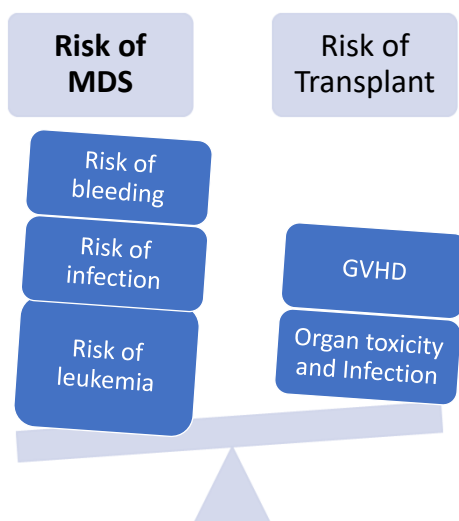 Risk of
MDS
Risk of
Transplant
Risk of
bleeding
Risk of
infection
Risk of
leukemia
GVHD
Organ toxicity
and Infection